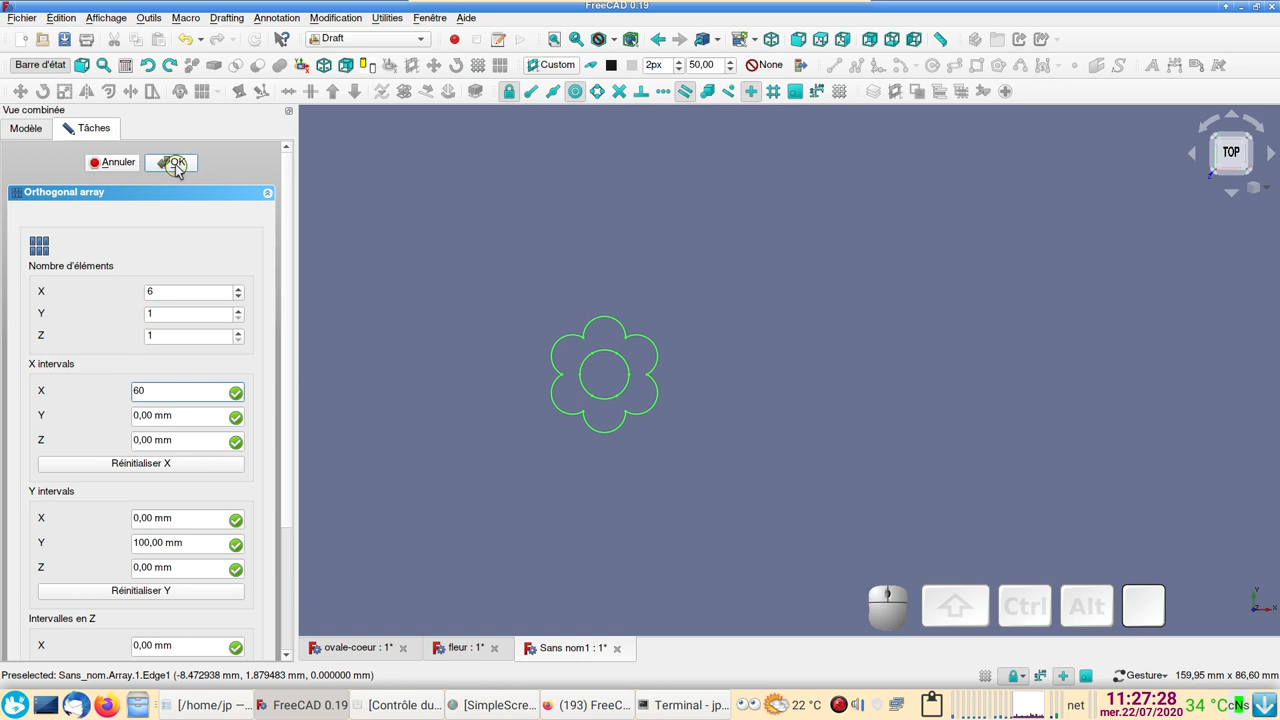 FreeCAD 0.19
Fichier Édition Affichage Outils Macro Drafting Annotation Modification Utilities Fenêtre Aide
Draft
Barre d'état Custom 2px 50,00 None
Vue combinée
Modèle Tâches
TOP
Annuler OK
Orthogonal array
Nombre d'éléments
X 6
Y 1
Z 1
X intervals
X 60
Y 0,00 mm
Z 0,00 mm
Réinitialiser X
Y intervals
X 0,00 mm
Y 100,00 mm
Z 0,00 mm
Réinitialiser Y
Ctrl Alt
Intervalles en Z
X 0,00 mm
ovale-coeur : 1* fleur : 1* Sans nom1 : 1*
Preselected: Sans_nom.Array.1.Edge1 (-8.472938 mm, 1.879483 mm, 0.000000 mm) Gesture 159,95 mm x 86,60 mm
[/home/jp –... FreeCAD 0.19 [Contrôle du... [SimpleScre... (193) FreeC... Terminal - jp... 22 °C 11:27:28 mer.22/07/2020 34 °C